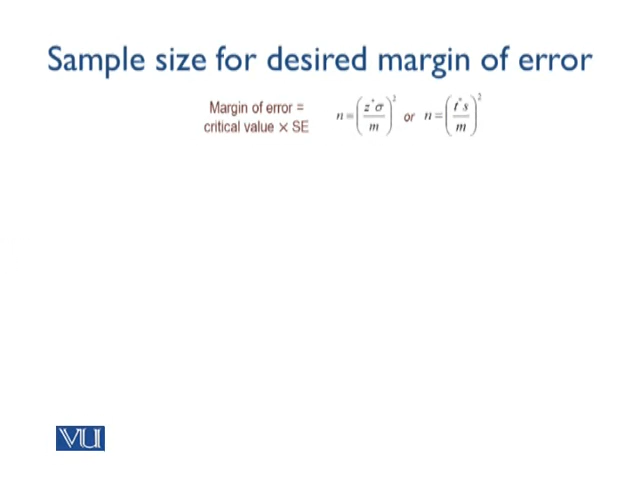 Sample size for desired margin of error
Margin of error =
critical value × SE
n = (z*σ / m)² or n = (t*s / m)²
VU